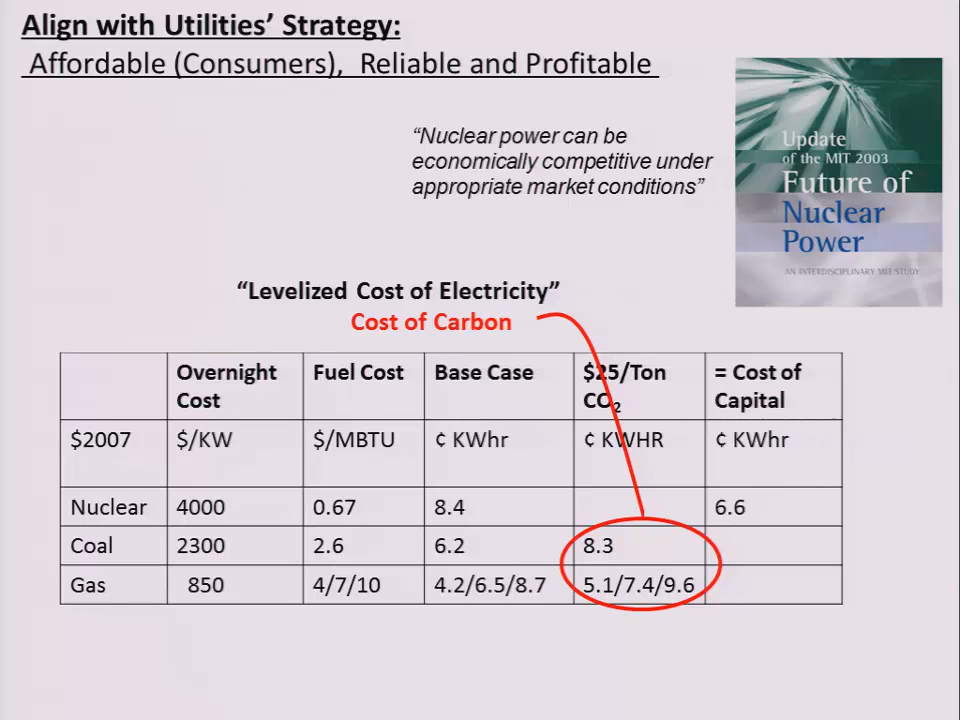 Align with Utilities’ Strategy:
Affordable (Consumers), Reliable and Profitable
“Nuclear power can be
economically competitive under
appropriate market conditions”
Update
of the MIT 2003
Future of
Nuclear
Power
AN INTERDISCIPLINARY MIT STUDY
“Levelized Cost of Electricity”
Cost of Carbon
Overnight Cost Fuel Cost Base Case $25/Ton CO₂ = Cost of Capital
$2007 $/KW $/MBTU ¢ KWhr ¢ KWHR ¢ KWhr
Nuclear 4000 0.67 8.4 6.6
Coal 2300 2.6 6.2 8.3
Gas 850 4/7/10 4.2/6.5/8.7 5.1/7.4/9.6